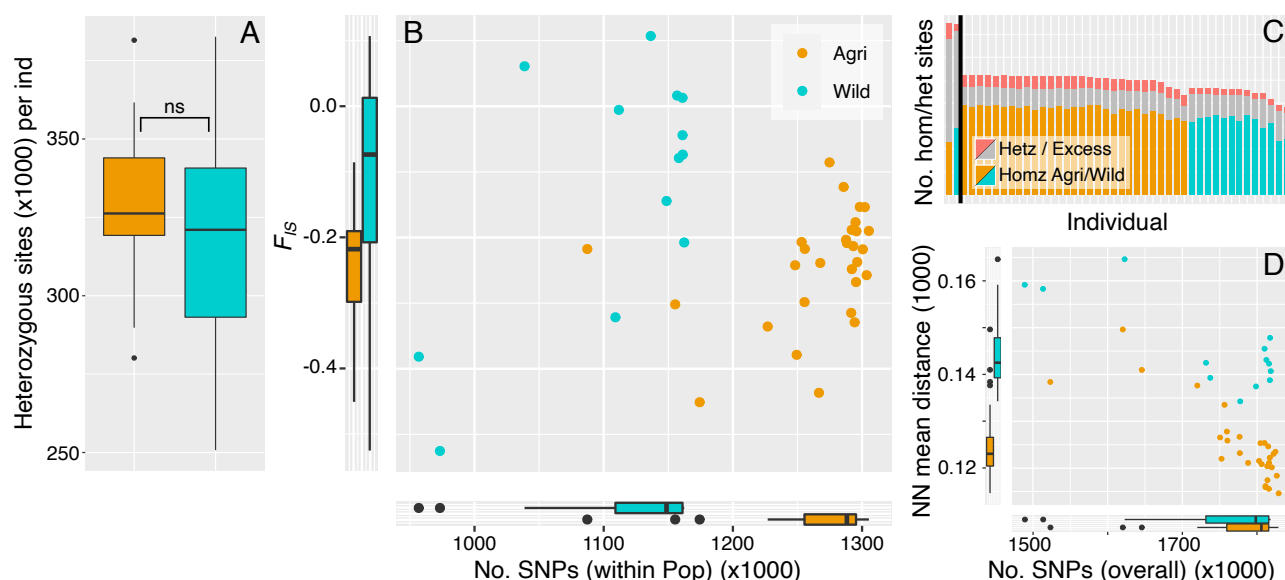 A
Heterozygous sites (x1000) per ind
350
300
250
ns
B
F_IS
0.0
-0.2
-0.4
Agri
Wild
1000
1100
1200
1300
No. SNPs (within Pop) (x1000)
C
No. hom/het sites
Hetz / Excess
Homz Agri/Wild
Individual
D
NN mean distance (1000)
0.16
0.14
0.12
1500
1700
No. SNPs (overall) (x1000)